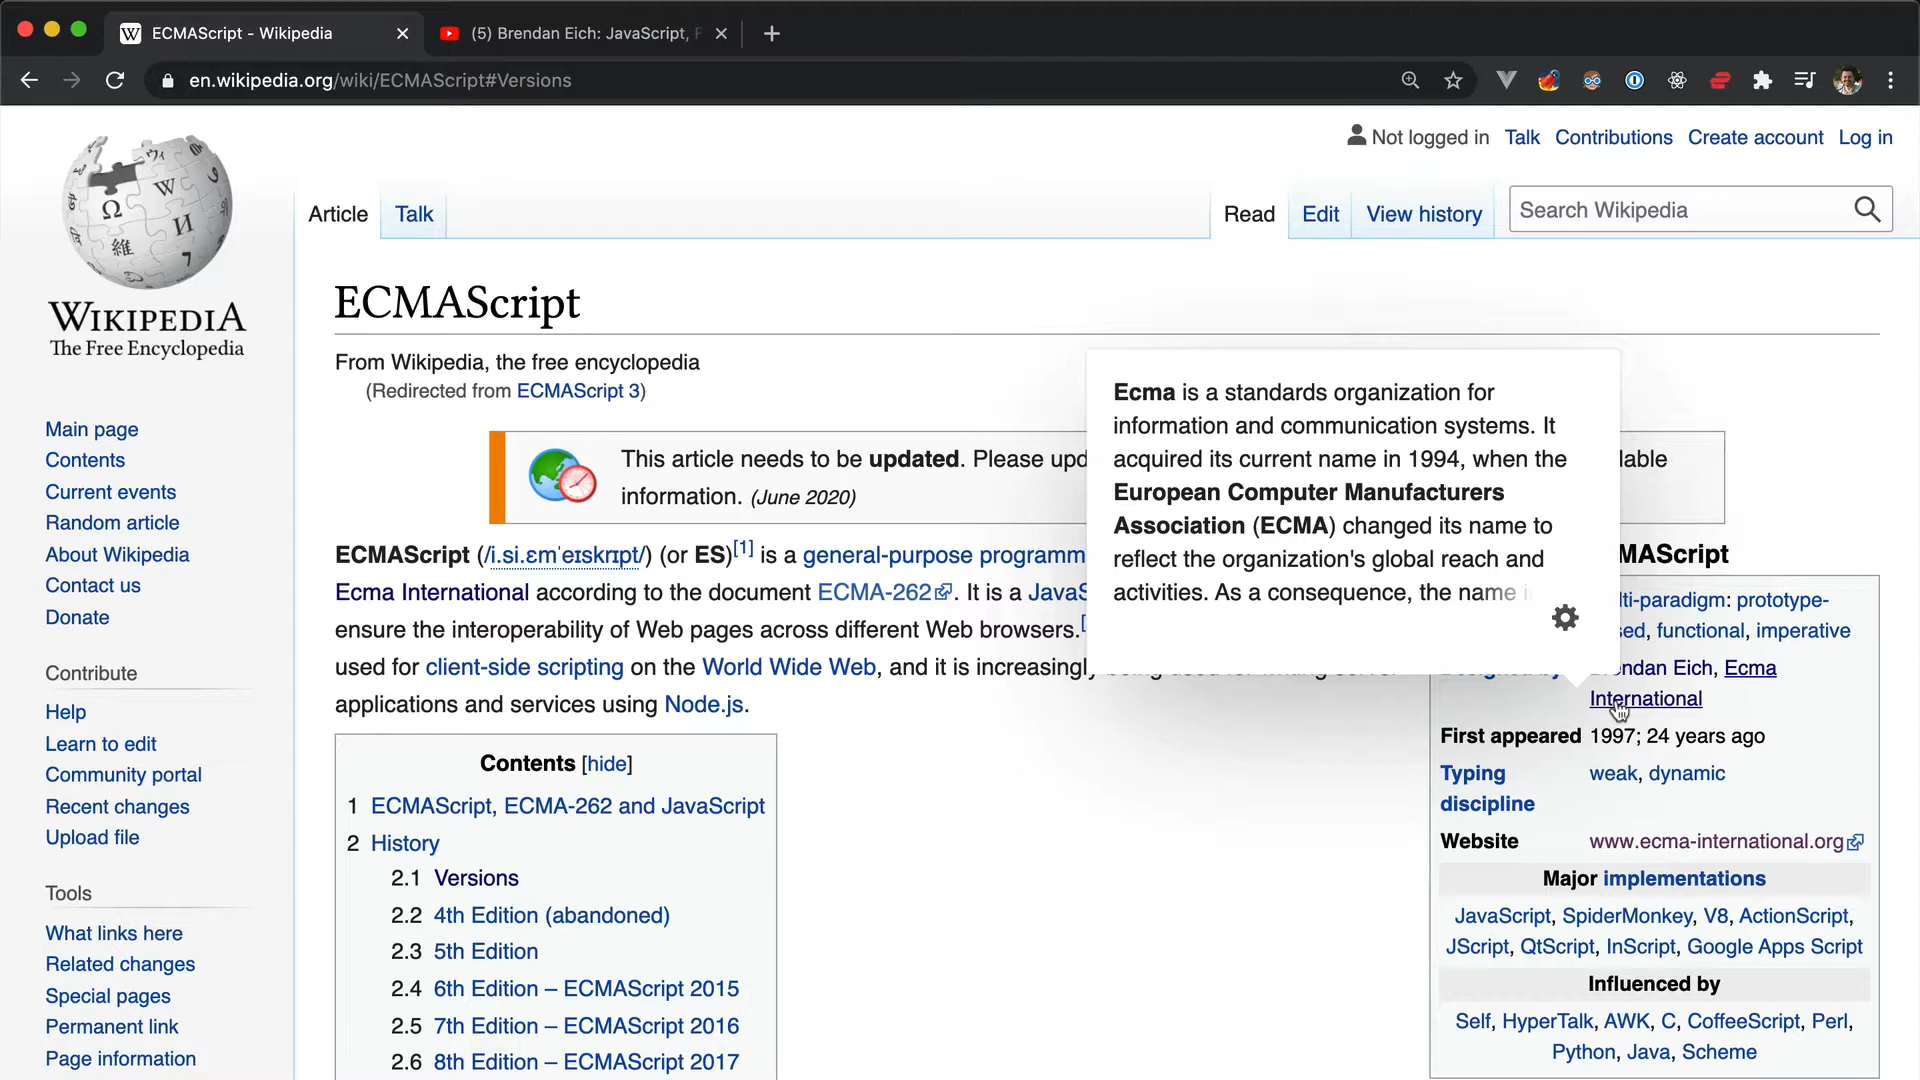 ECMAScript - Wikipedia
(5) Brendan Eich: JavaScript, F
en.wikipedia.org/wiki/ECMAScript#Versions
Not logged in Talk Contributions Create account Log in
Article Talk Read Edit View history Search Wikipedia
WIKIPEDIA
The Free Encyclopedia
Main page
Contents
Current events
Random article
About Wikipedia
Contact us
Donate
Contribute
Help
Learn to edit
Community portal
Recent changes
Upload file
Tools
What links here
Related changes
Special pages
Permanent link
Page information
ECMAScript
From Wikipedia, the free encyclopedia
(Redirected from ECMAScript 3)
This article needs to be updated. Please upd
information. (June 2020)
ECMAScript (/i.si.ɛmˈeɪskrɪpt/) (or ES)[1] is a general-purpose programm
Ecma International according to the document ECMA-262. It is a JavaS
ensure the interoperability of Web pages across different Web browsers.[
used for client-side scripting on the World Wide Web, and it is increasingly
applications and services using Node.js.
Contents [hide]
1 ECMAScript, ECMA-262 and JavaScript
2 History
2.1 Versions
2.2 4th Edition (abandoned)
2.3 5th Edition
2.4 6th Edition – ECMAScript 2015
2.5 7th Edition – ECMAScript 2016
2.6 8th Edition – ECMAScript 2017
Ecma is a standards organization for
information and communication systems. It
acquired its current name in 1994, when the
European Computer Manufacturers
Association (ECMA) changed its name to
reflect the organization's global reach and
activities. As a consequence, the name
lable
MAScript
lti-paradigm: prototype-
sed, functional, imperative
Brendan Eich, Ecma
International
First appeared 1997; 24 years ago
Typing weak, dynamic
discipline
Website www.ecma-international.org
Major implementations
JavaScript, SpiderMonkey, V8, ActionScript,
JScript, QtScript, InScript, Google Apps Script
Influenced by
Self, HyperTalk, AWK, C, CoffeeScript, Perl,
Python, Java, Scheme